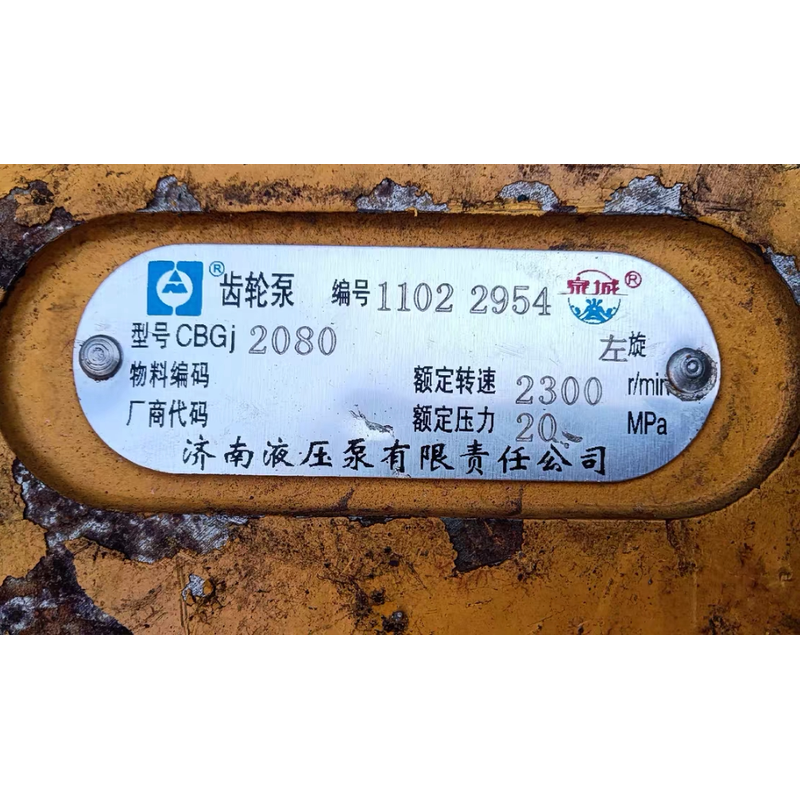 ® 齿轮泵 编号 1102 2954 泉城®
型号 CBGj 2080 左旋
物料编码 额定转速 2300 r/min
厂商代码 额定压力 20 MPa
济南液压泵有限责任公司